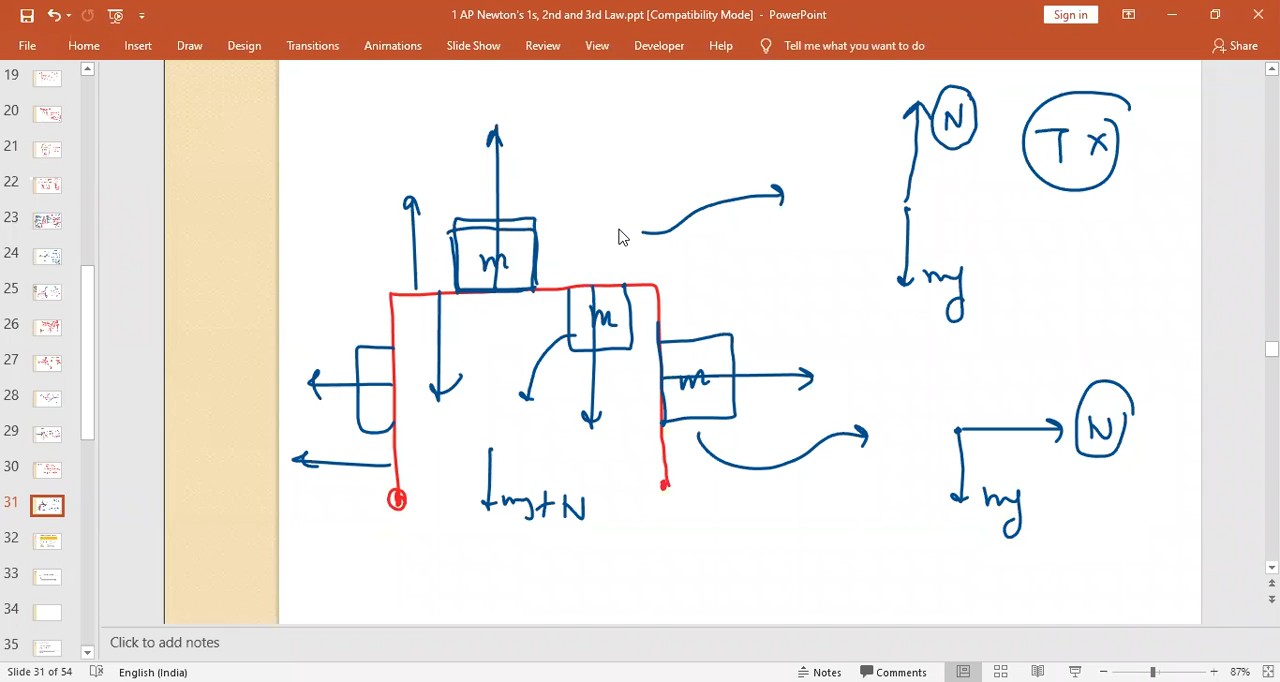 1 AP Newton's 1s, 2nd and 3rd Law.ppt [Compatibility Mode] - PowerPoint
Sign in
File Home Insert Draw Design Transitions Animations Slide Show Review View Developer Help Tell me what you want to do Share
19
20
21
22
23
24
25
26
27
28
29
30
31
32
33
34
35
N
T X
m
mg
m
m
N
mg
mg + N
Click to add notes
Slide 31 of 54 English (India) Notes Comments 87%